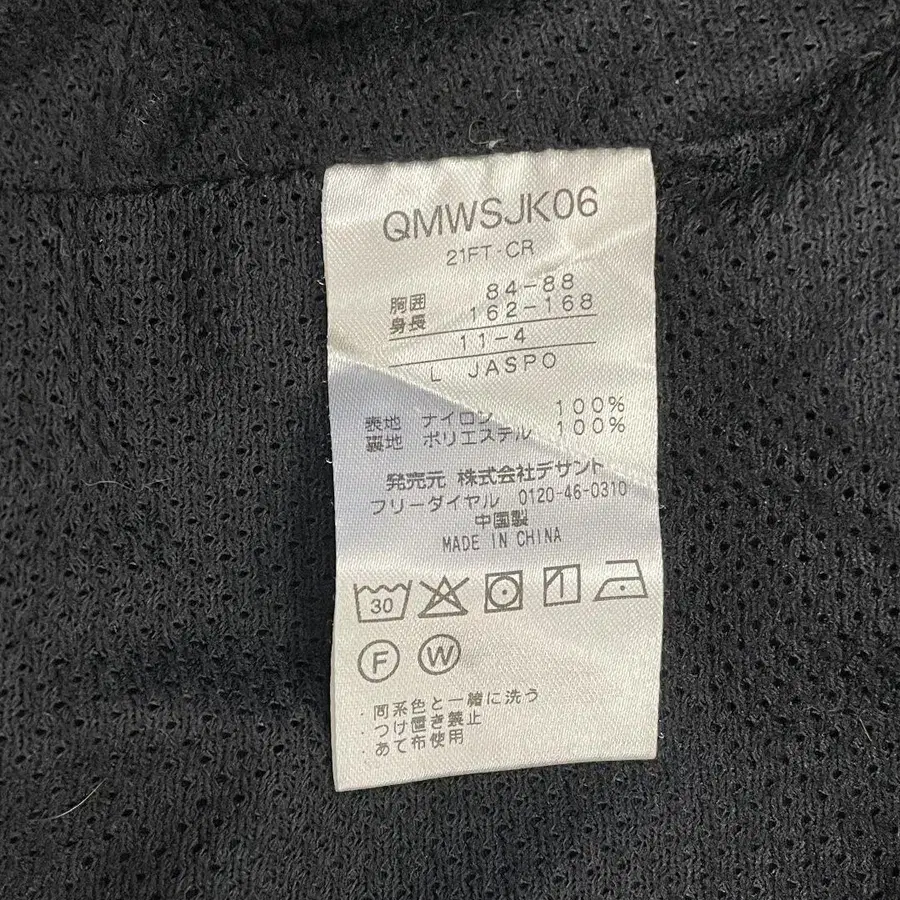 QMWSJK06
21FT-CR
胸囲 84-88
身長 162-168
11-4
L JASPO
表地 ナイロン 100%
裏地 ポリエステル 100%
発売元 株式会社デサント
フリーダイヤル 0120-46-0310
中国製
MADE IN CHINA
30
F W
・同系色と一緒に洗う
・つけ置き禁止
・あて布使用